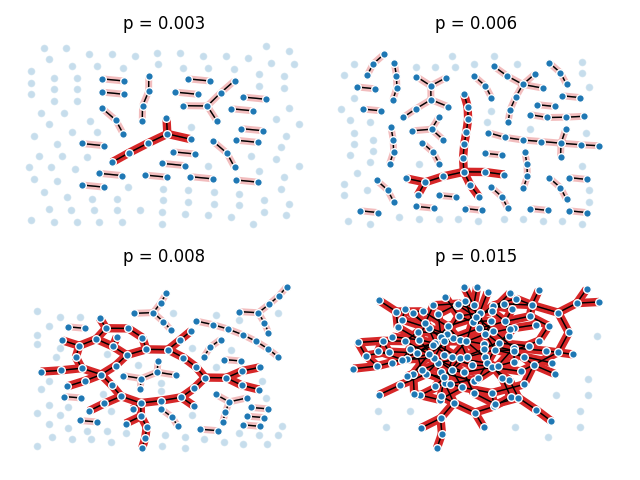 p = 0.003
p = 0.006
p = 0.008
p = 0.015